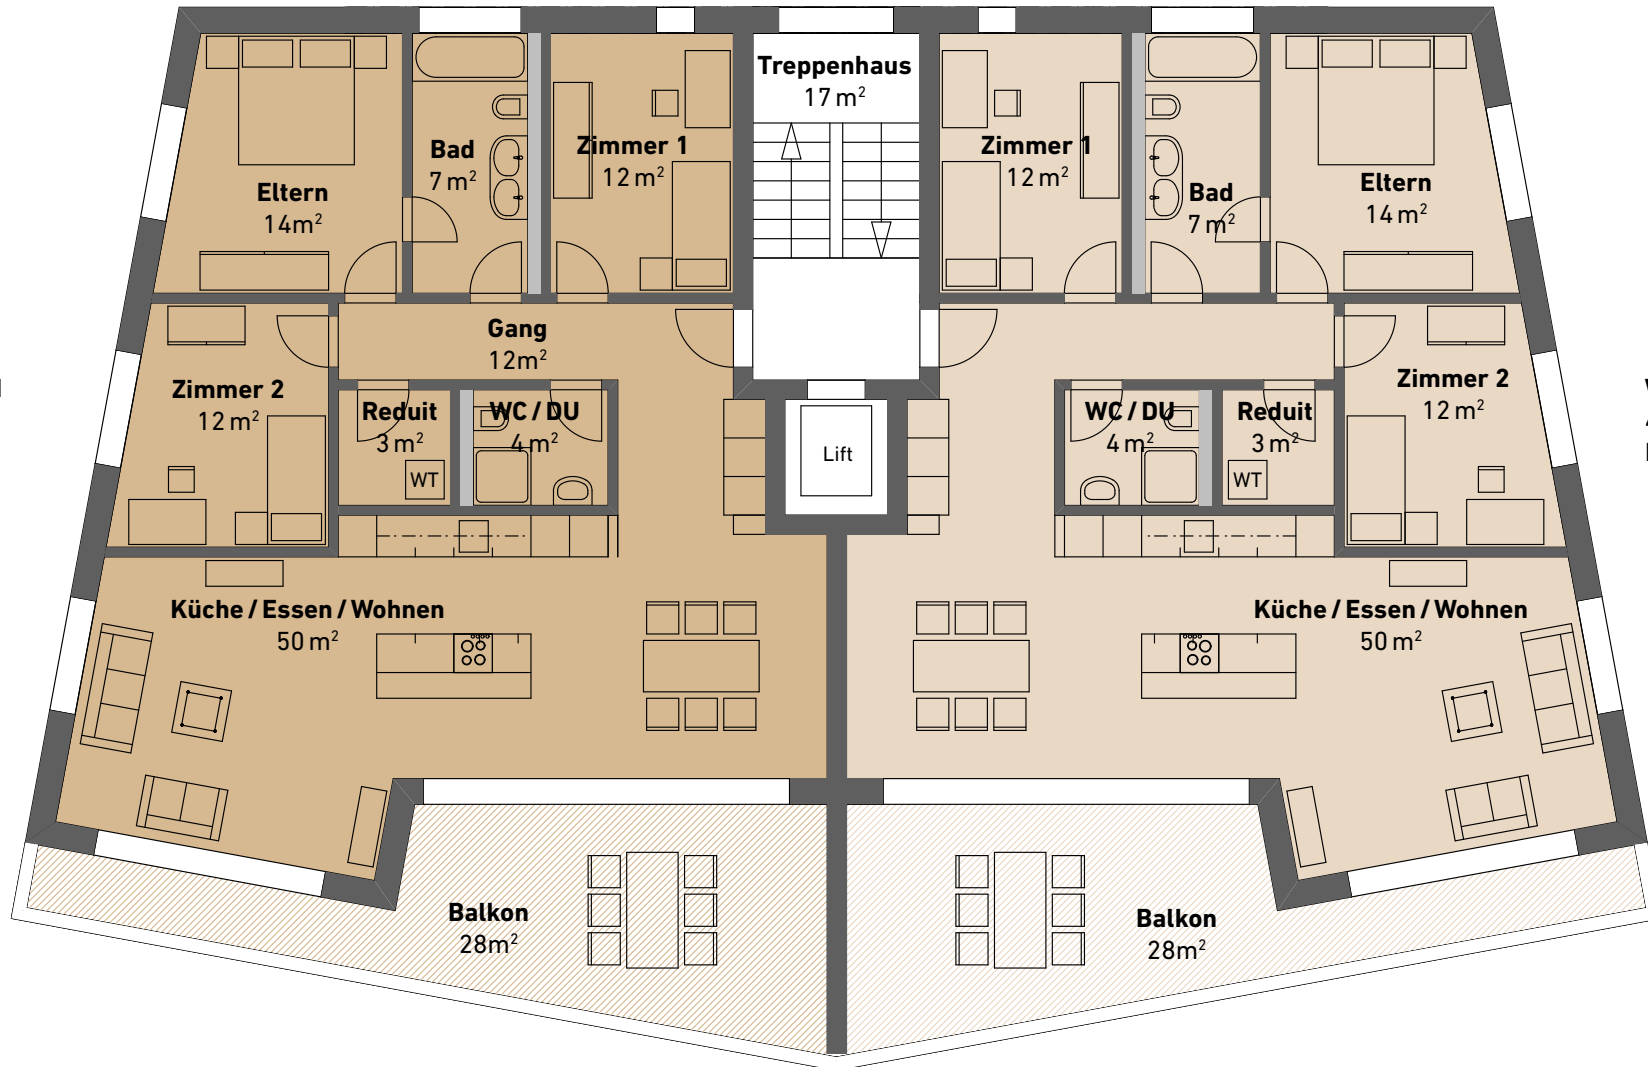 Treppenhaus
17 m²
Eltern
14m²
Bad
7 m²
Zimmer 1
12 m²
Zimmer 1
12 m²
Bad
7 m²
Eltern
14 m²
Gang
12m²
Zimmer 2
12 m²
Reduit
3 m²
WT
WC / DU
4 m²
Lift
WC / DU
4 m²
Reduit
3 m²
WT
Zimmer 2
12 m²
Küche / Essen / Wohnen
50 m²
Küche / Essen / Wohnen
50 m²
Balkon
28m²
Balkon
28m²